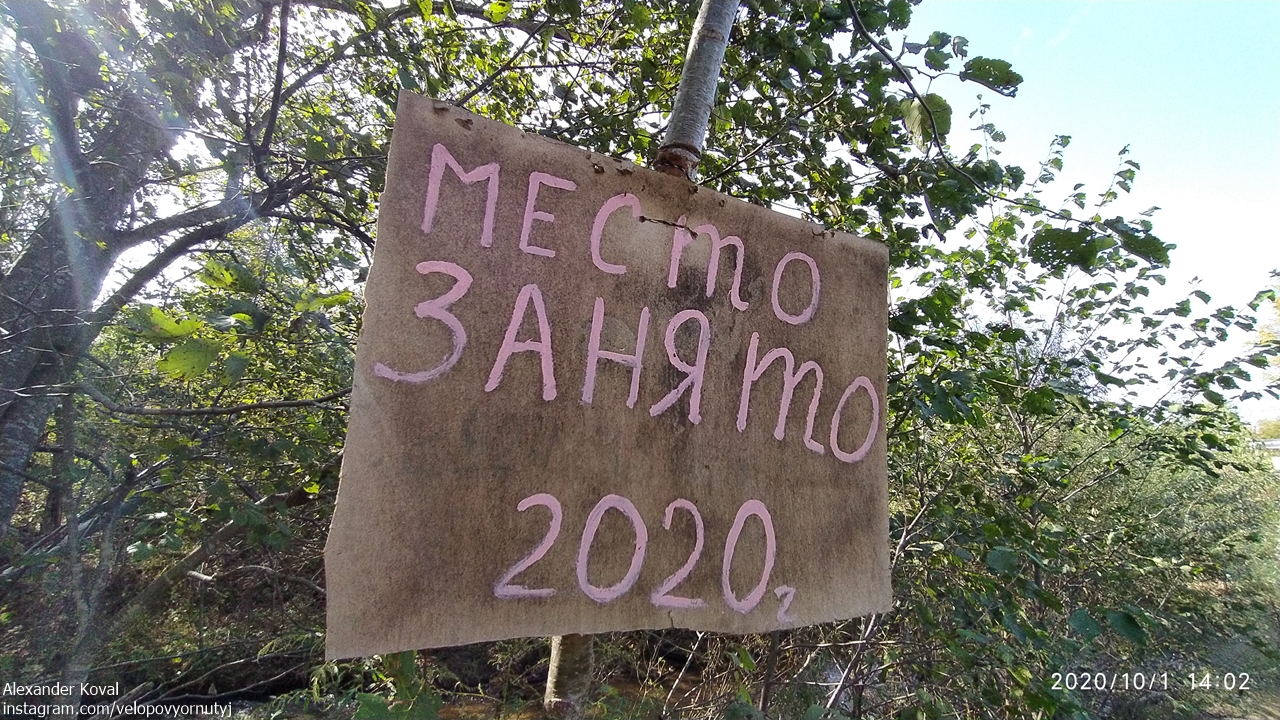 МЕСТО
ЗАНЯТО
2020г
Alexander Koval
instagram.com/velopovyornutyj
2020/10/1 14:02